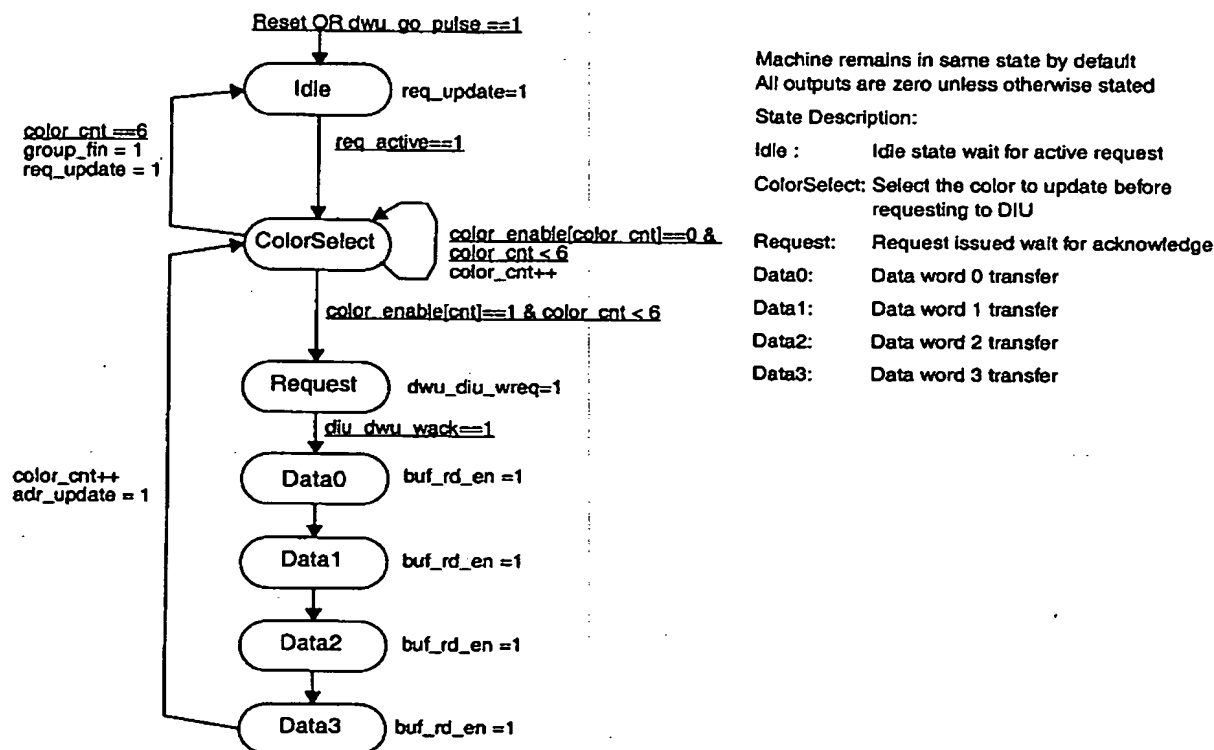 Reset OR dwu_go_pulse ==1
Idle
req_update=1
color_cnt ==6
group_fin = 1
req_update = 1
req_active==1
ColorSelect
color_enable[color_cnt]==0 &
color_cnt < 6
color_cnt++
color_enable[cnt]==1 & color_cnt < 6
Request
dwu_diu_wreq=1
diu_dwu_wack==1
Data0
buf_rd_en =1
color_cnt++
adr_update = 1
Data1
buf_rd_en =1
Data2
buf_rd_en =1
Data3
buf_rd_en =1
Machine remains in same state by default
All outputs are zero unless otherwise stated
State Description:
Idle : Idle state wait for active request
ColorSelect: Select the color to update before
requesting to DIU
Request: Request issued wait for acknowledge
Data0: Data word 0 transfer
Data1: Data word 1 transfer
Data2: Data word 2 transfer
Data3: Data word 3 transfer